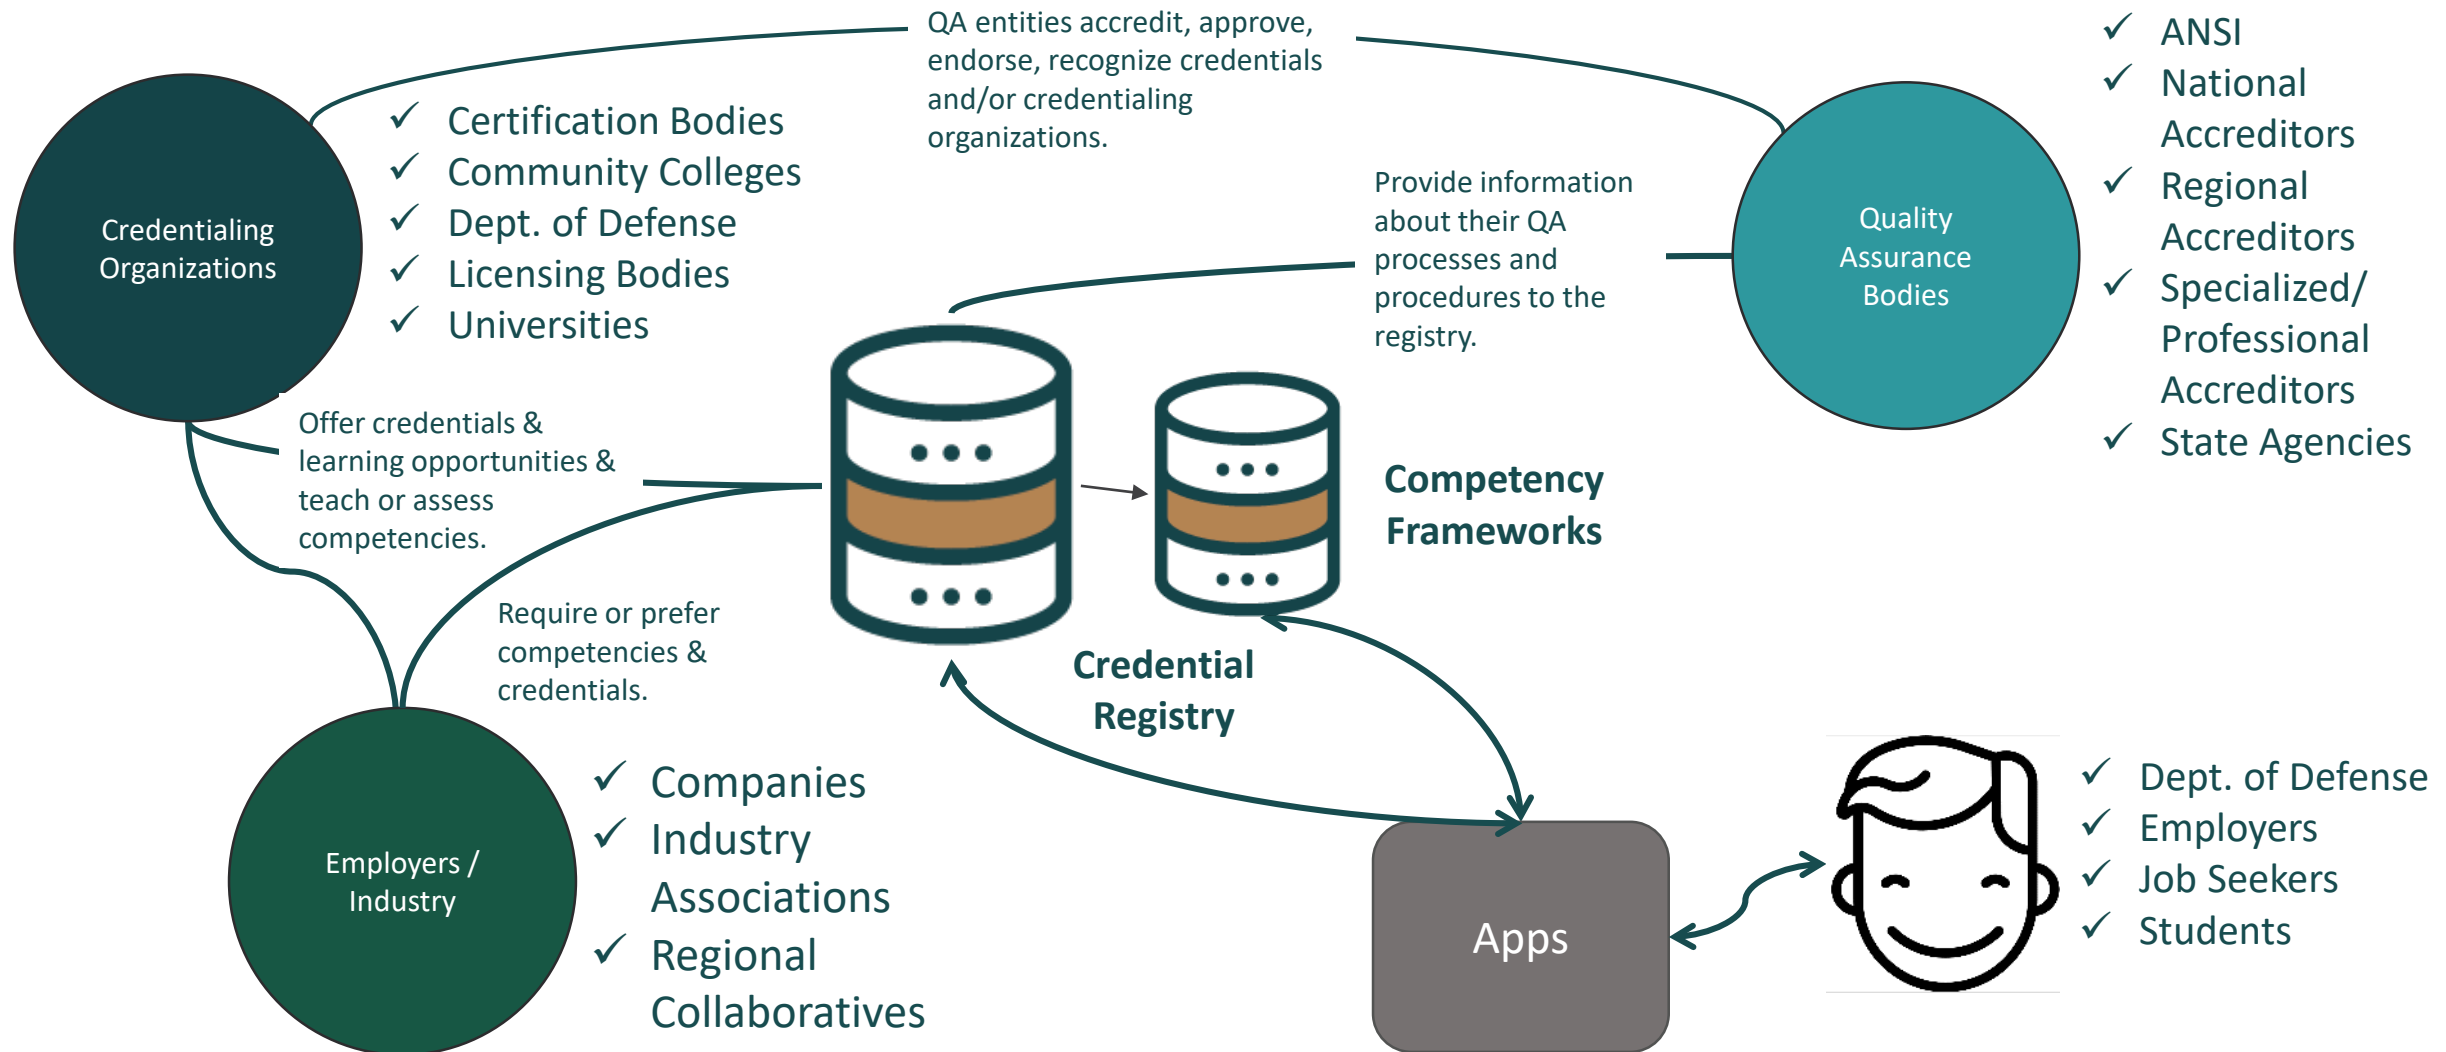 QA entities accredit, approve,
endorse, recognize credentials
and/or credentialing
organizations.
Credentialing
Organizations
✓ Certification Bodies
✓ Community Colleges
✓ Dept. of Defense
✓ Licensing Bodies
✓ Universities
Provide information
about their QA
processes and
procedures to the
registry.
Quality
Assurance
Bodies
✓ ANSI
✓ National
Accreditors
✓ Regional
Accreditors
✓ Specialized/
Professional
Accreditors
✓ State Agencies
Offer credentials &
learning opportunities &
teach or assess
competencies.
Competency
Frameworks
Require or prefer
competencies &
credentials.
Credential
Registry
Employers /
Industry
✓ Companies
✓ Industry
Associations
✓ Regional
Collaboratives
Apps
✓ Dept. of Defense
✓ Employers
✓ Job Seekers
✓ Students